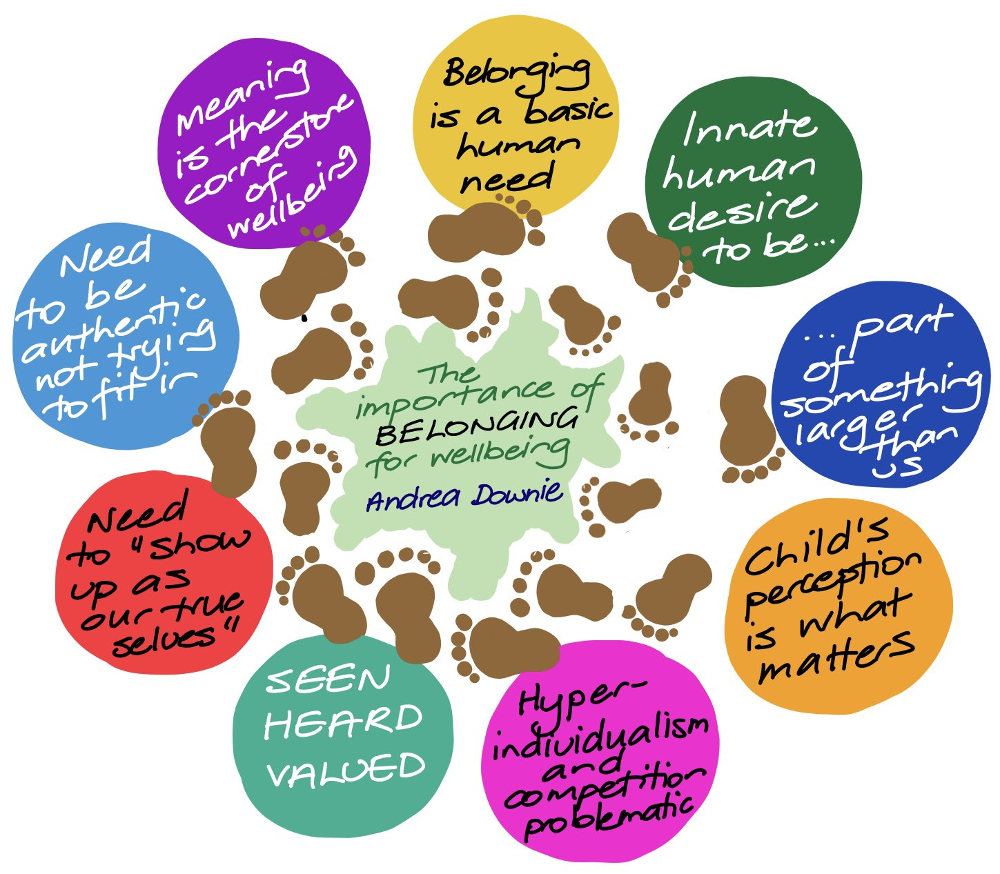 The
importance of
BELONGING
for wellbeing
Andrea Downie
Belonging
is a basic
human
need
Innate
human
desire
to be...
... part
of
something
larger
than
us
Child's
perception
is what
matters
Hyper-
individualism
and
competition
problematic
SEEN
HEARD
VALUED
Need
to "show
up as
our true
selves"
Need
to be
authentic
not trying
to fit in
Meaning
is the
cornerstone
of
wellbeing